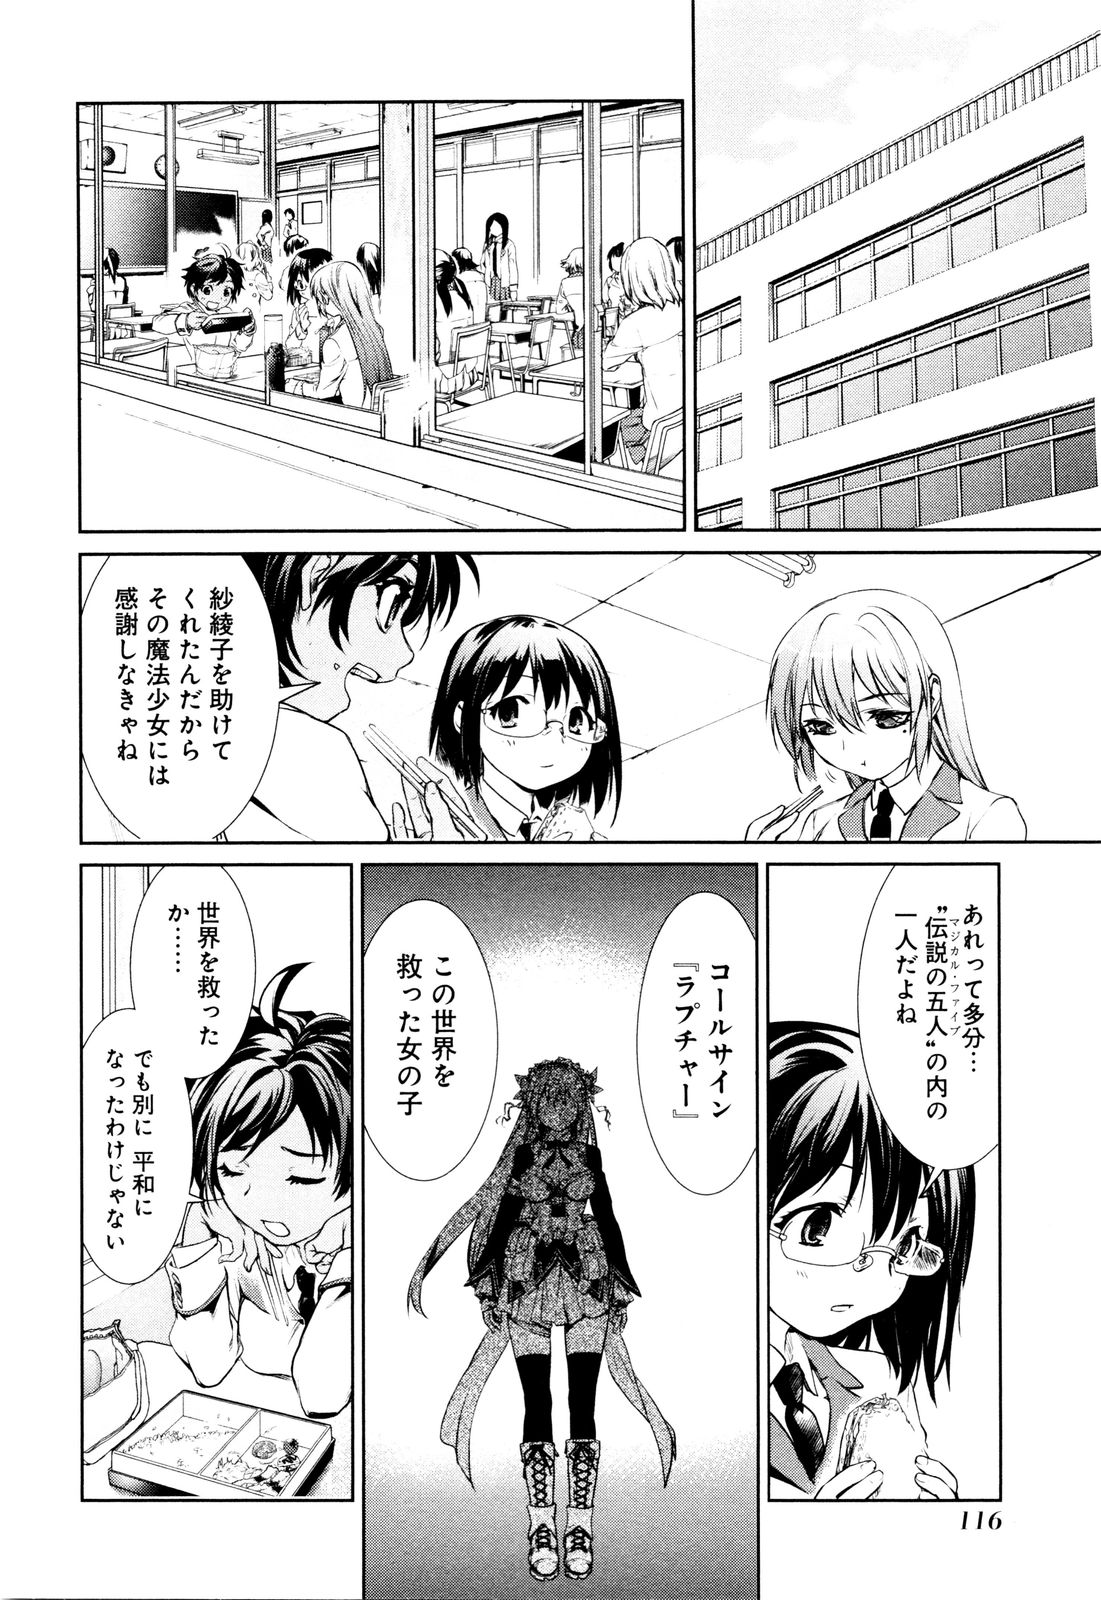 紗綾子を助けて
くれたんだから
その魔法少女には
感謝しなきゃね
あれって多分…
“伝説の五人”の内の
マジカル・ファイブ
一人だよね
コールサイン
『ラプチャー』
この世界を
救った女の子
世界を救った
か……
でも別に 平和に
なったわけじゃない
116